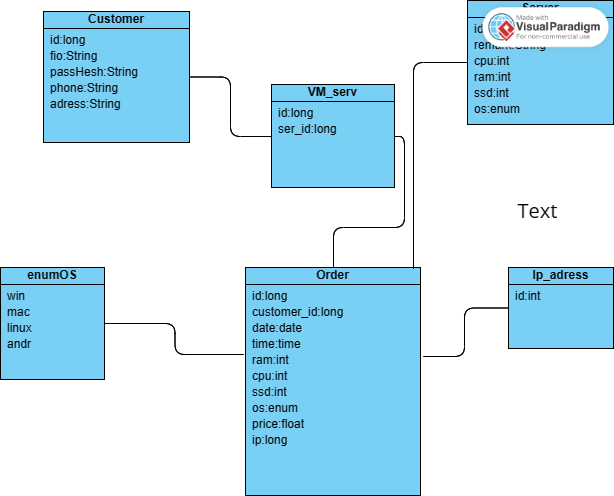 Customer
id:long
fio:String
passHesh:String
phone:String
adress:String
VM_serv
id:long
ser_id:long
Server
Made with
VisualParadigm
For non-commercial use
id
remark:String
cpu:int
ram:int
ssd:int
os:enum
Text
enumOS
win
mac
linux
andr
Order
id:long
customer_id:long
date:date
time:time
ram:int
cpu:int
ssd:int
os:enum
price:float
ip:long
Ip_adress
id:int